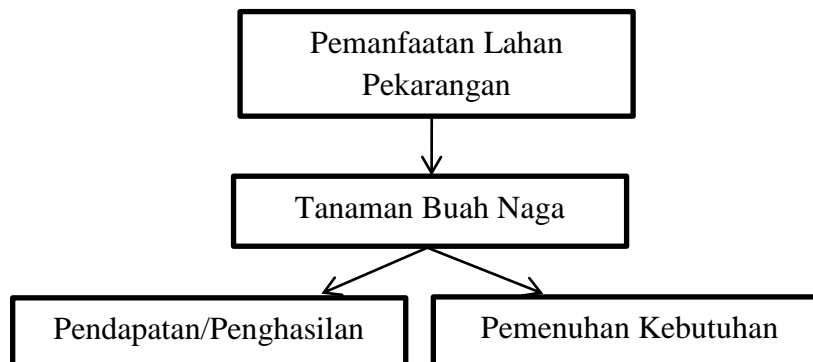 Pemanfaatan Lahan
Pekarangan
Tanaman Buah Naga
Pendapatan/Penghasilan
Pemenuhan Kebutuhan